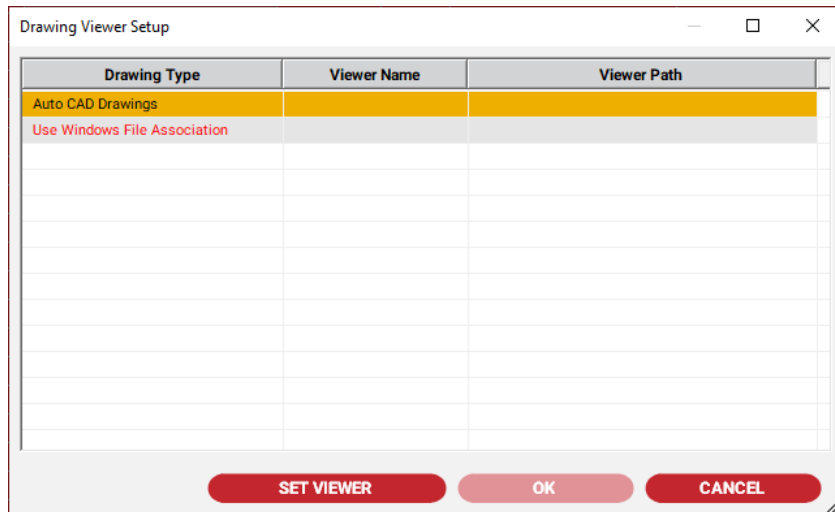 Drawing Viewer Setup
Drawing Type Viewer Name Viewer Path
Auto CAD Drawings
Use Windows File Association
SET VIEWER OK CANCEL